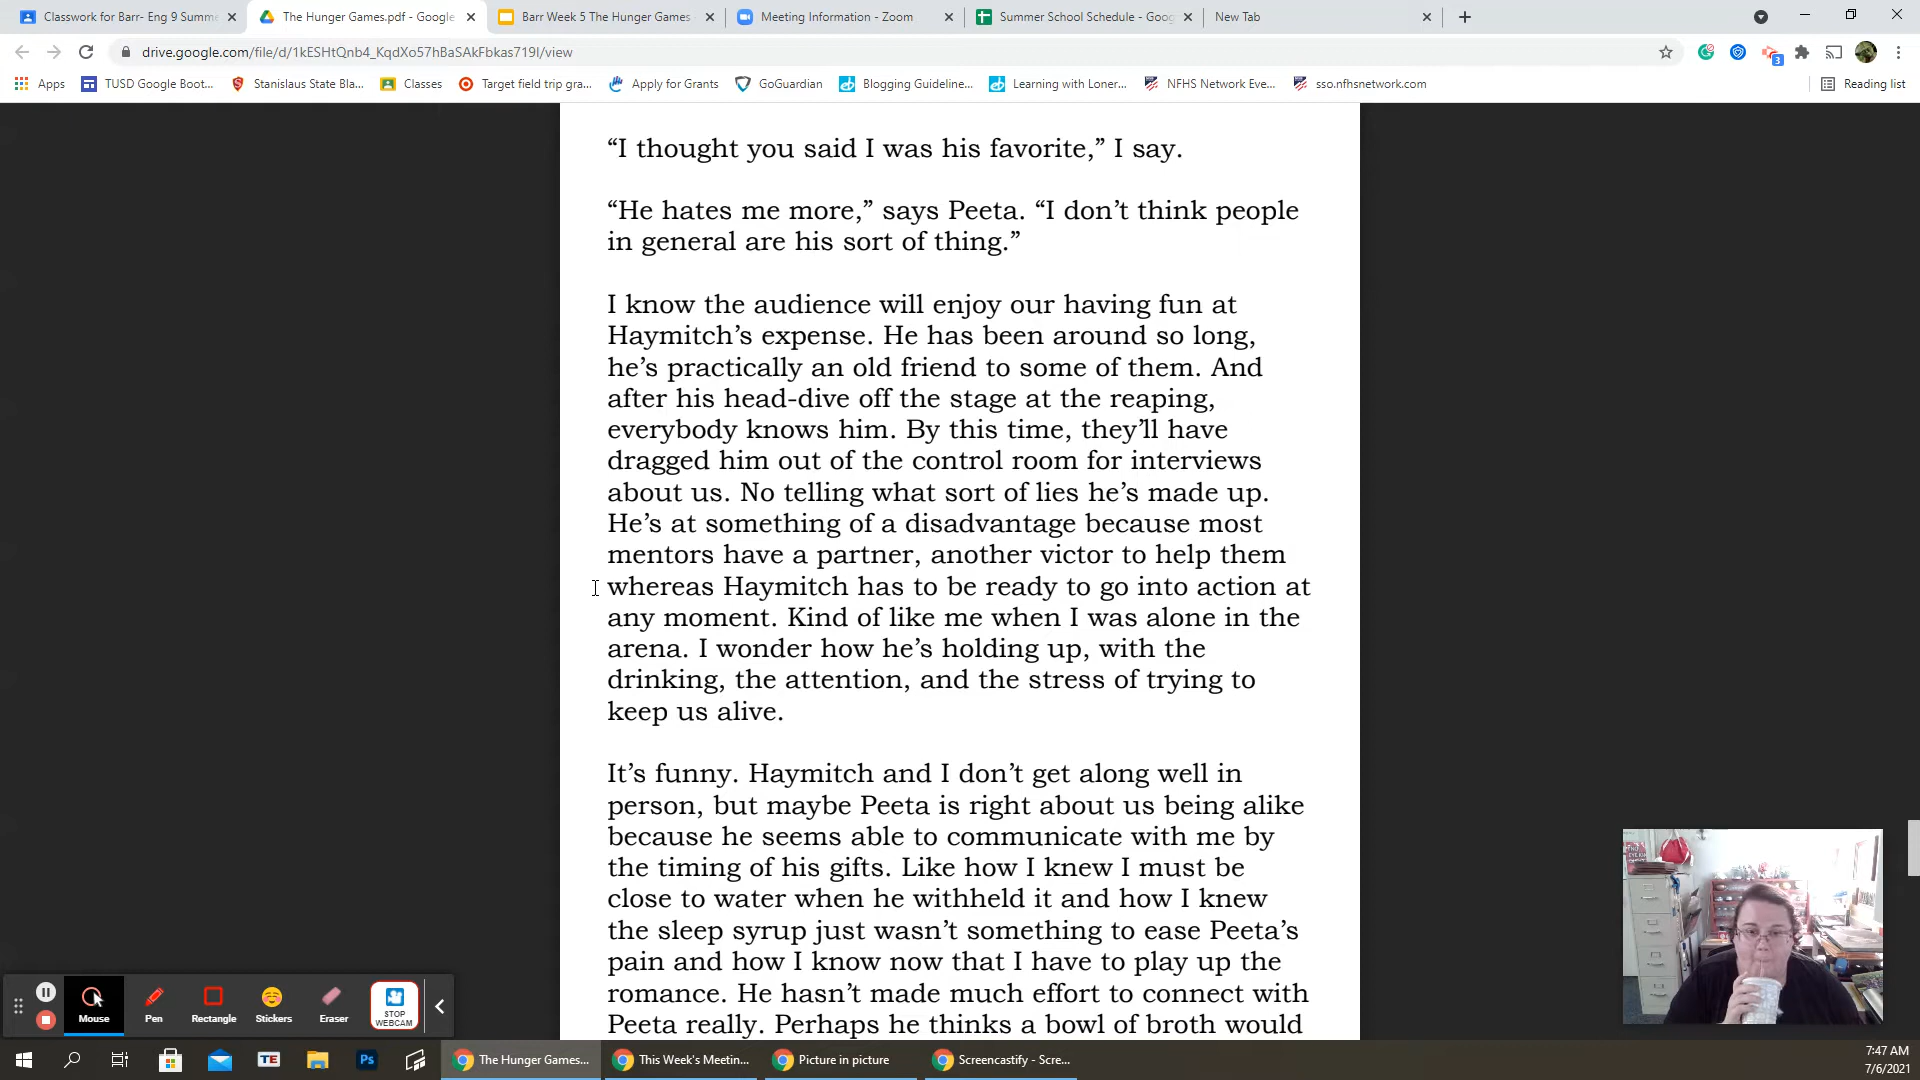 Classwork for Barr- Eng 9 Summe
The Hunger Games.pdf - Google
Barr Week 5 The Hunger Games
Meeting Information - Zoom
Summer School Schedule - Goog
New Tab
drive.google.com/file/d/1kESHtQnb4_KqdXo57hBaSAkFbkas719I/view
3
Apps
TUSD Google Boot...
Stanislaus State Bla...
Classes
Target field trip gra...
Apply for Grants
GoGuardian
Blogging Guideline...
Learning with Loner...
NFHS Network Eve...
sso.nfhsnetwork.com
Reading list
“I thought you said I was his favorite,” I say.
“He hates me more,” says Peeta. “I don’t think people
in general are his sort of thing.”
I know the audience will enjoy our having fun at
Haymitch’s expense. He has been around so long,
he’s practically an old friend to some of them. And
after his head-dive off the stage at the reaping,
everybody knows him. By this time, they’ll have
dragged him out of the control room for interviews
about us. No telling what sort of lies he’s made up.
He’s at something of a disadvantage because most
mentors have a partner, another victor to help them
whereas Haymitch has to be ready to go into action at
any moment. Kind of like me when I was alone in the
arena. I wonder how he’s holding up, with the
drinking, the attention, and the stress of trying to
keep us alive.
It’s funny. Haymitch and I don’t get along well in
person, but maybe Peeta is right about us being alike
because he seems able to communicate with me by
the timing of his gifts. Like how I knew I must be
close to water when he withheld it and how I knew
the sleep syrup just wasn’t something to ease Peeta’s
pain and how I know now that I have to play up the
romance. He hasn’t made much effort to connect with
Peeta really. Perhaps he thinks a bowl of broth would
Mouse
Pen
Rectangle
Stickers
Eraser
STOP
WEBCAM
TE
Ps
The Hunger Games...
This Week's Meetin...
Picture in picture
Screencastify - Scre...
7:47 AM
7/6/2021